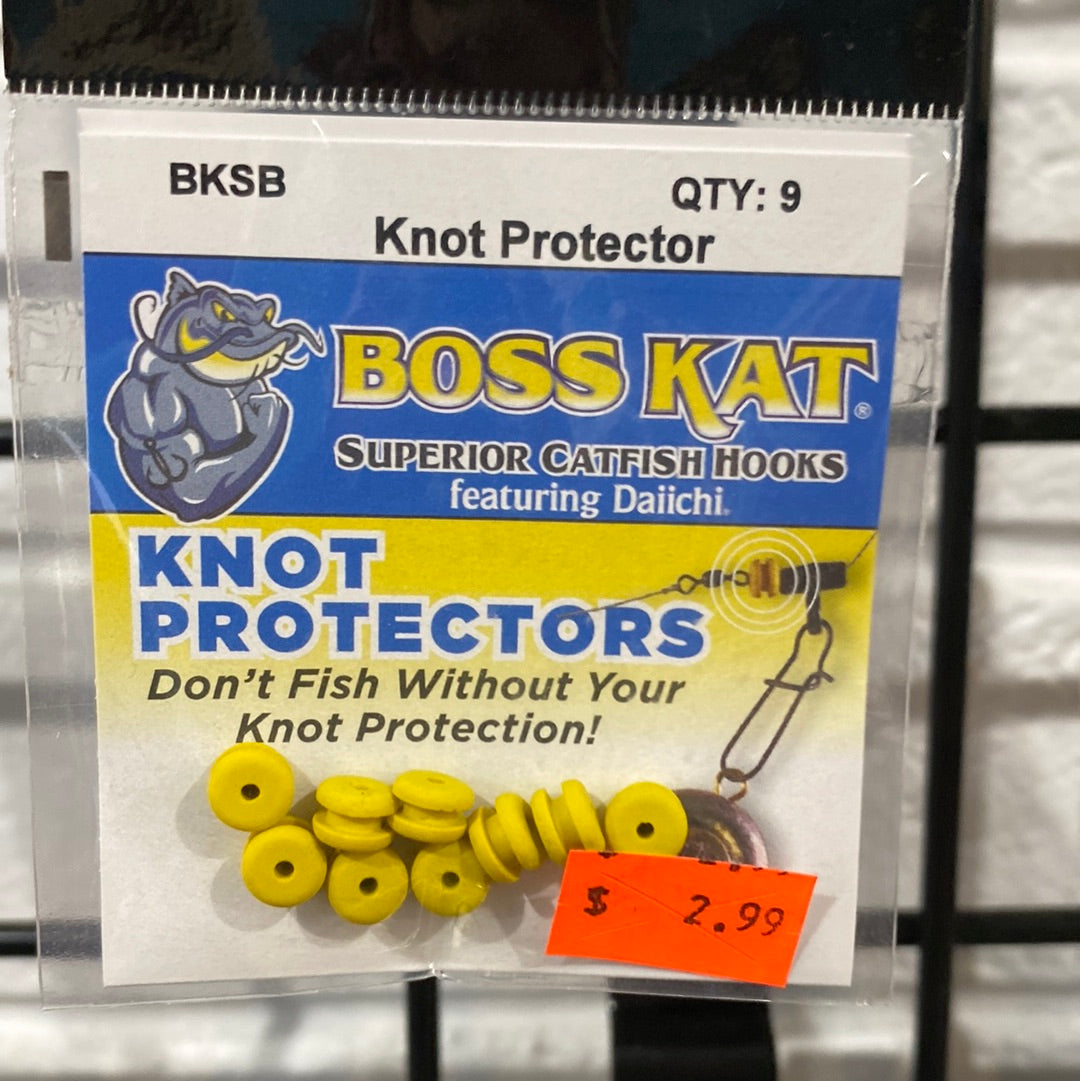 BKSB QTY: 9
Knot Protector
BOSS KAT®
SUPERIOR CATFISH HOOKS
featuring Daiichi.
KNOT
PROTECTORS
Don't Fish Without Your
Knot Protection!
$ 2.99